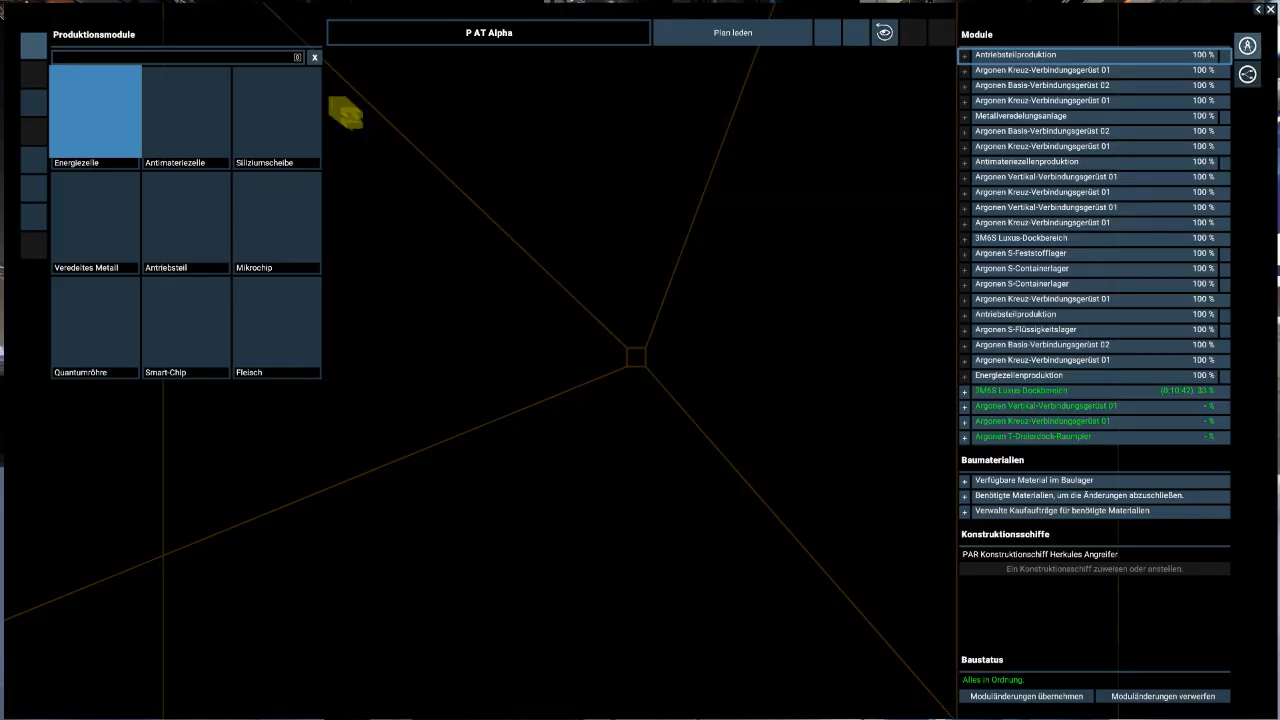 Produktionsmodule
P AT Alpha
Plan leden
Module
x
Energiezelle
Antimateriezelle
Siliziumscheibe
Veredeltes Metall
Antriebsteil
Mikrochip
Quantumröhre
Smart-Chip
Fleisch
Antriebsteilproduktion 100 %
Argonen Kreuz-Verbindungsgerüst 01 100 %
Argonen Basis-Verbindungsgerüst 02 100 %
Argonen Kreuz-Verbindungsgerüst 01 100 %
Metallveredelungsanlage 100 %
Argonen Basis-Verbindungsgerüst 02 100 %
Argonen Kreuz-Verbindungsgerüst 01 100 %
Antimateriezellenproduktion 100 %
Argonen Vertikal-Verbindungsgerüst 01 100 %
Argonen Kreuz-Verbindungsgerüst 01 100 %
Argonen Vertikal-Verbindungsgerüst 01 100 %
Argonen Kreuz-Verbindungsgerüst 01 100 %
3M6S Luxus-Dockbereich 100 %
Argonen S-Feststofflager 100 %
Argonen S-Containerlager 100 %
Argonen S-Containerlager 100 %
Argonen Kreuz-Verbindungsgerüst 01 100 %
Antriebsteilproduktion 100 %
Argonen S-Flüssigkeitslager 100 %
Argonen Basis-Verbindungsgerüst 02 100 %
Argonen Kreuz-Verbindungsgerüst 01 100 %
Energiezellenproduktion 100 %
3M6S Luxus-Dockbereich (0:10:42) 33 %
Argonen Vertikal-Verbindungsgerüst 01 - %
Argonen Kreuz-Verbindungsgerüst 01 - %
Argonen T-Dreierdock-Raumpier - %
Baumaterialien
Verfügbare Material im Baulager
Benötigte Materialien, um die Änderungen abzuschließen.
Verwalte Kaufaufträge für benötigte Materialien
Konstruktionsschiffe
PAR Konstruktionschiff Herkules Angreifer
Ein Konstruktionsschiff zuweisen oder anstellen.
Baustatus
Alles in Ordnung.
Moduländerungen übernehmen
Moduländerungen verwerfen